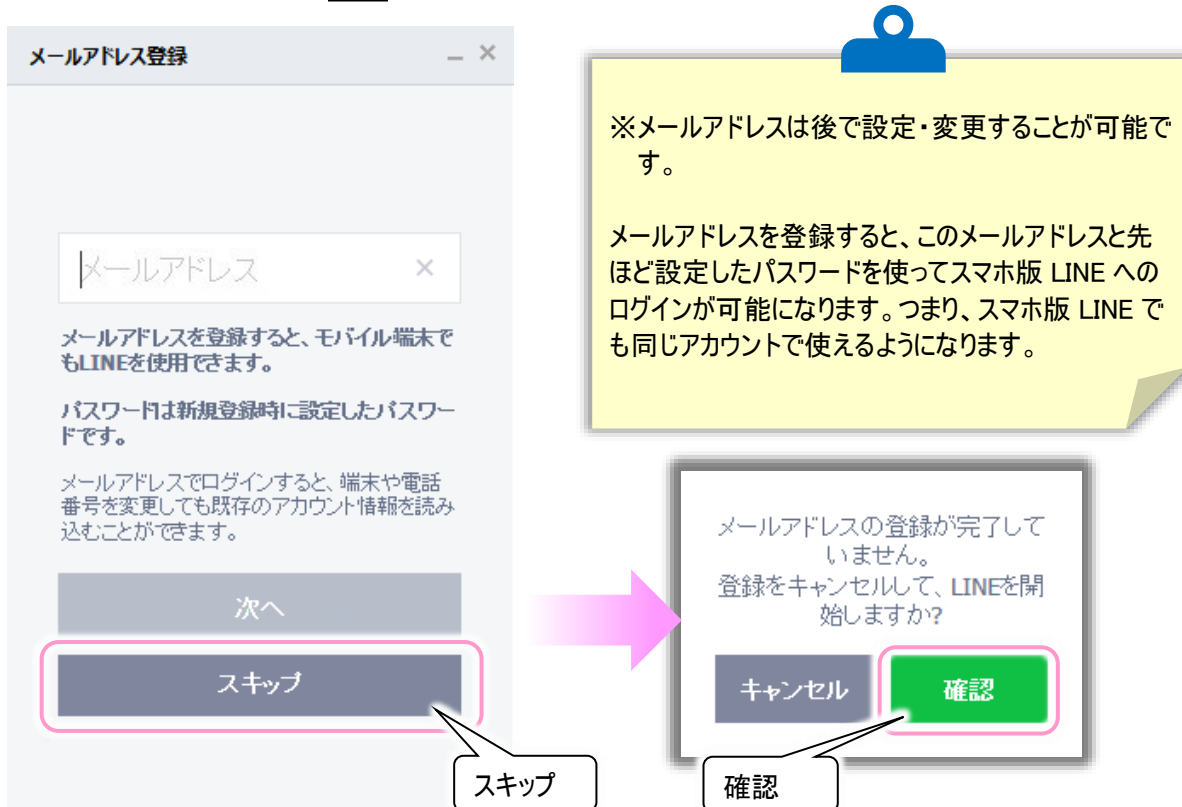 メールアドレス登録
メールアドレス
メールアドレスを登録すると、モバイル端末で
もLINEを使用できます。
パスワードは新規登録時に設定したパスワー
ドです。
メールアドレスでログインすると、端末や電話
番号を変更しても既存のアカウント情報を読み
込むことができます。
次へ
スキップ
スキップ
※メールアドレスは後で設定・変更することが可能で
す。
メールアドレスを登録すると、このメールアドレスと先
ほど設定したパスワードを使ってスマホ版 LINE への
ログインが可能になります。つまり、スマホ版 LINE で
も同じアカウントで使えるようになります。
メールアドレスの登録が完了して
いません。
登録をキャンセルして、LINEを開
始しますか?
キャンセル
確認
確認